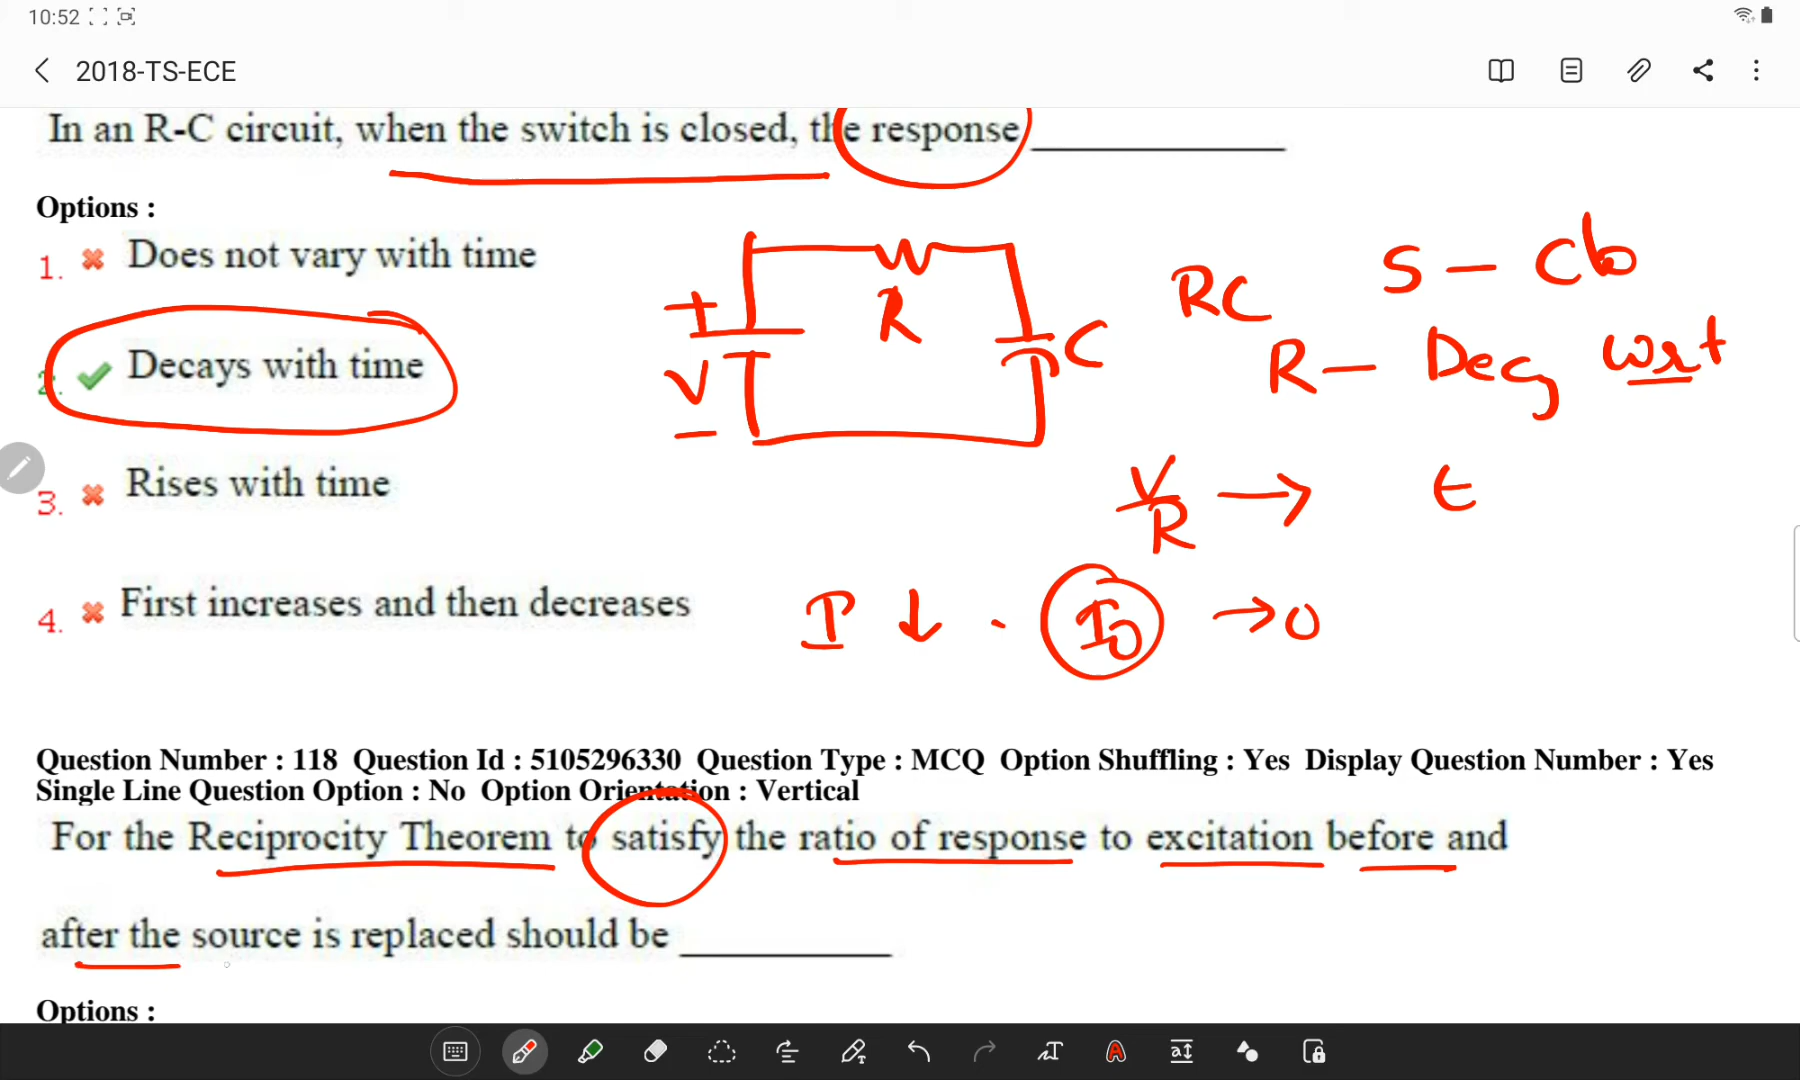 10:52
2018-TS-ECE
In an R-C circuit, when the switch is closed, the response ____________
Options :
1. Does not vary with time
2. Decays with time
3. Rises with time
4. First increases and then decreases
+
V
-
R
C
RC
S - Clo
R - Dec wrt
V/R → t
I ↓ . I0 → 0
Question Number : 118 Question Id : 5105296330 Question Type : MCQ Option Shuffling : Yes Display Question Number : Yes
Single Line Question Option : No Option Orientation : Vertical
For the Reciprocity Theorem to satisfy the ratio of response to excitation before and
after the source is replaced should be __________
Options :